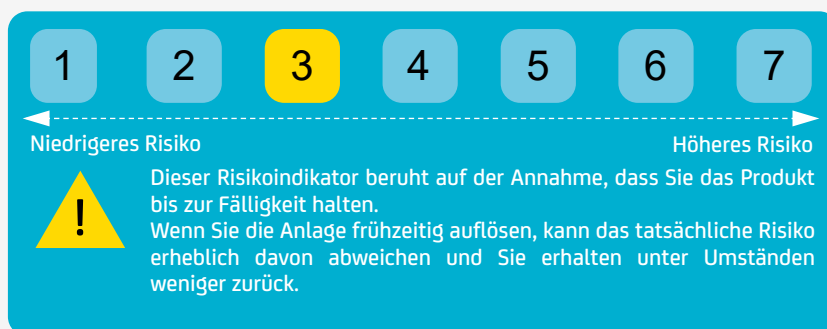 1 2 3 4 5 6 7
Niedrigeres Risiko Höheres Risiko
!
Dieser Risikoindikator beruht auf der Annahme, dass Sie das Produkt
bis zur Fälligkeit halten.
Wenn Sie die Anlage frühzeitig auflösen, kann das tatsächliche Risiko
erheblich davon abweichen und Sie erhalten unter Umständen
weniger zurück.